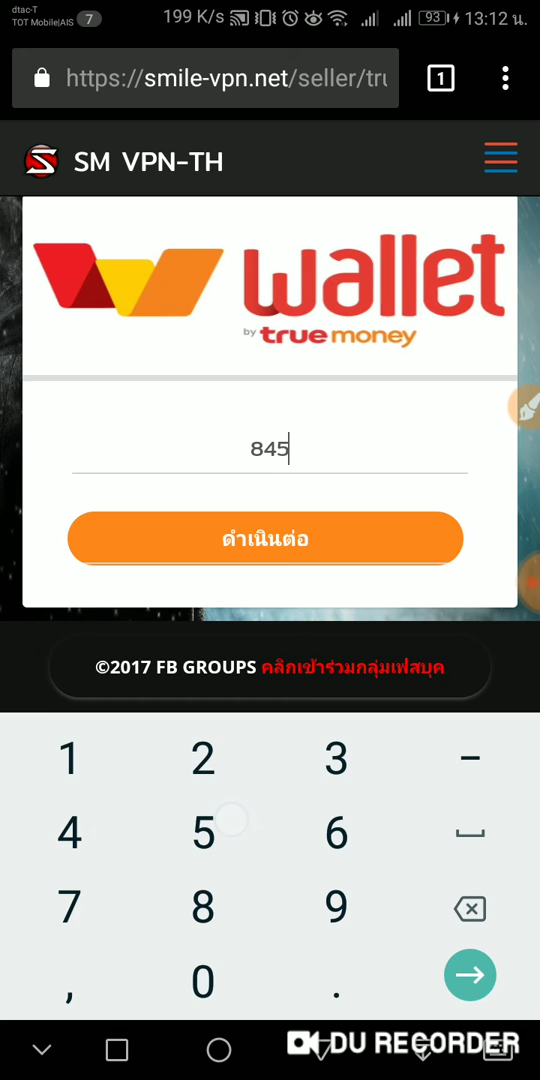 dtac-T
TOT Mobile|AIS 7
199 K/s 93 13:12 น.
https://smile-vpn.net/seller/tru
1
SM VPN-TH
wallet
by truemoney
845
ดำเนินต่อ
©2017 FB GROUPS คลิกเข้าร่วมกลุ่มเฟสบุค
1 2 3 -
4 5 6
7 8 9
, 0 .
DU RECORDER